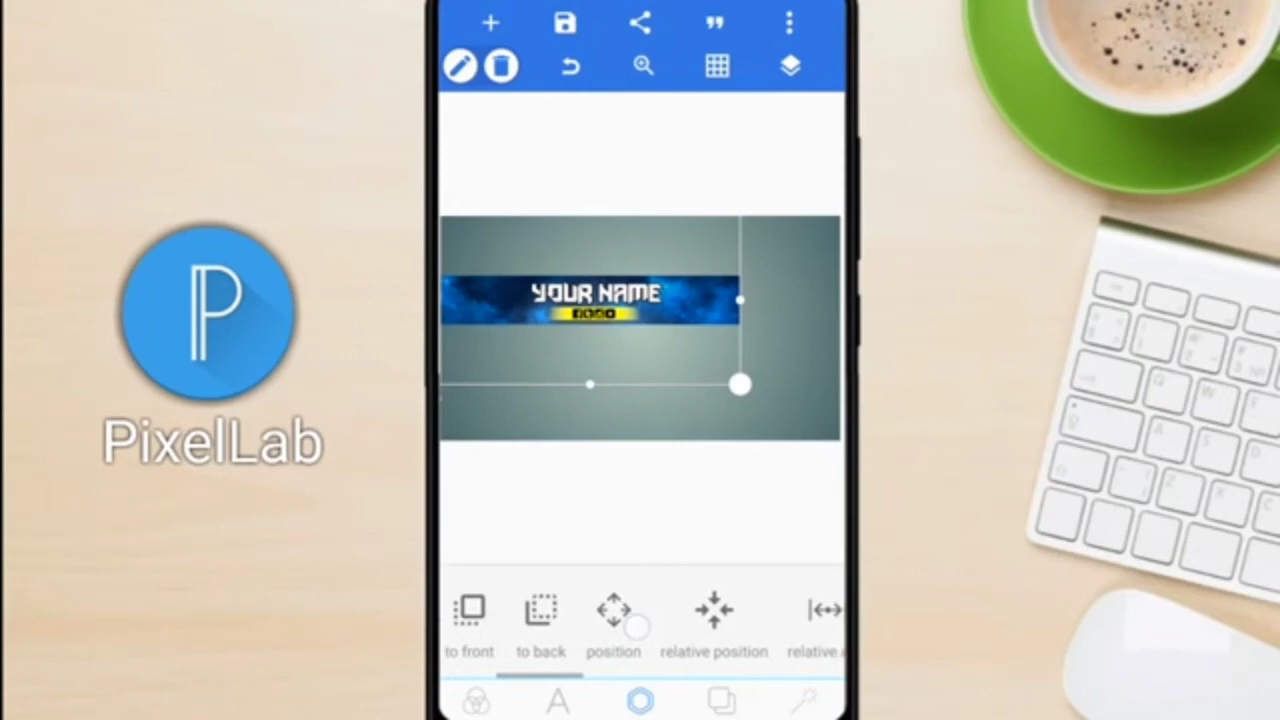 YOUR NAME
PixelLab
to front
to back
position
relative position
relative